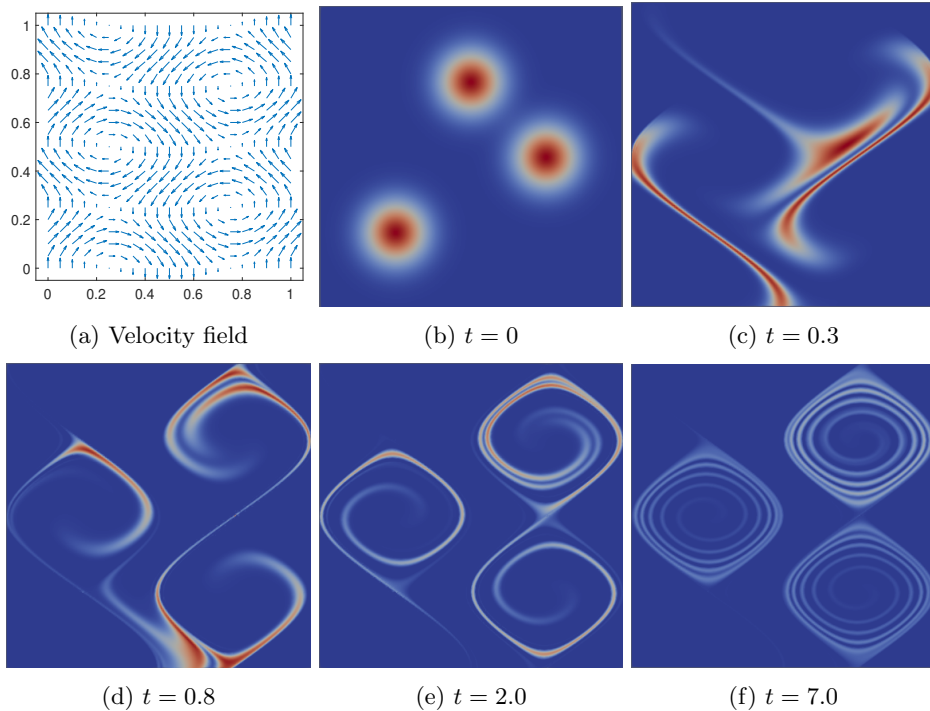 1
0.8
0.6
0.4
0.2
0
0 0.2 0.4 0.6 0.8 1
(a) Velocity field
(b) t = 0
(c) t = 0.3
(d) t = 0.8
(e) t = 2.0
(f) t = 7.0